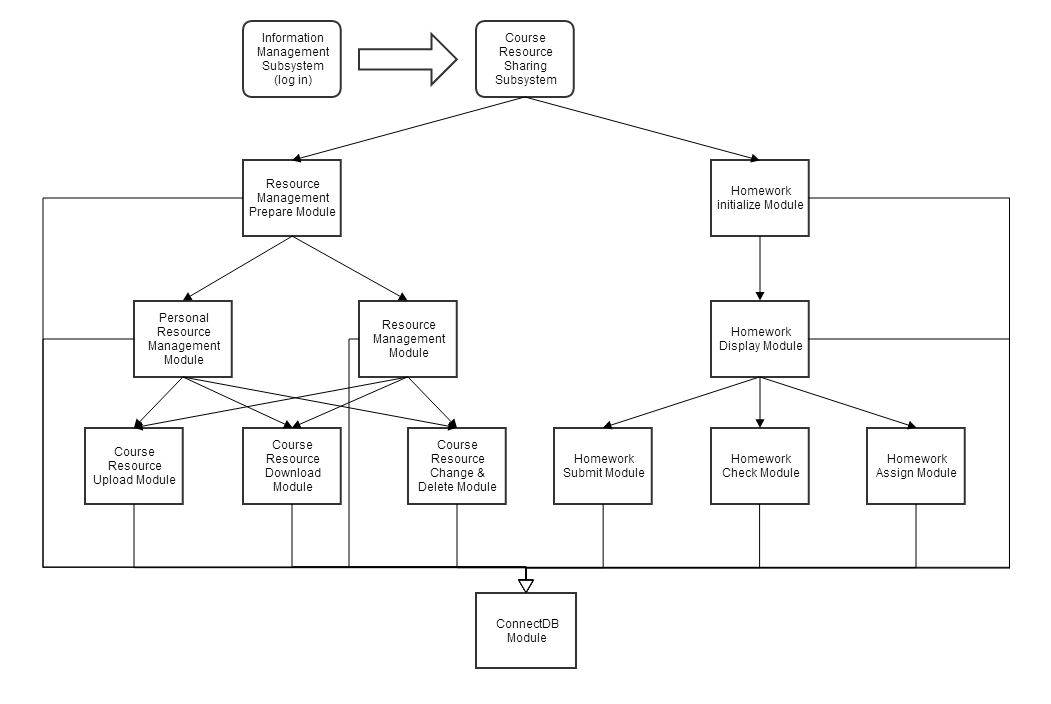 Information
Management
Subsystem
(log in)
Course
Resource
Sharing
Subsystem
Resource
Management
Prepare Module
Homework
initialize Module
Personal
Resource
Management
Module
Resource
Management
Module
Homework
Display Module
Course
Resource
Upload Module
Course
Resource
Download
Module
Course
Resource
Change &
Delete Module
Homework
Submit Module
Homework
Check Module
Homework
Assign Module
ConnectDB
Module